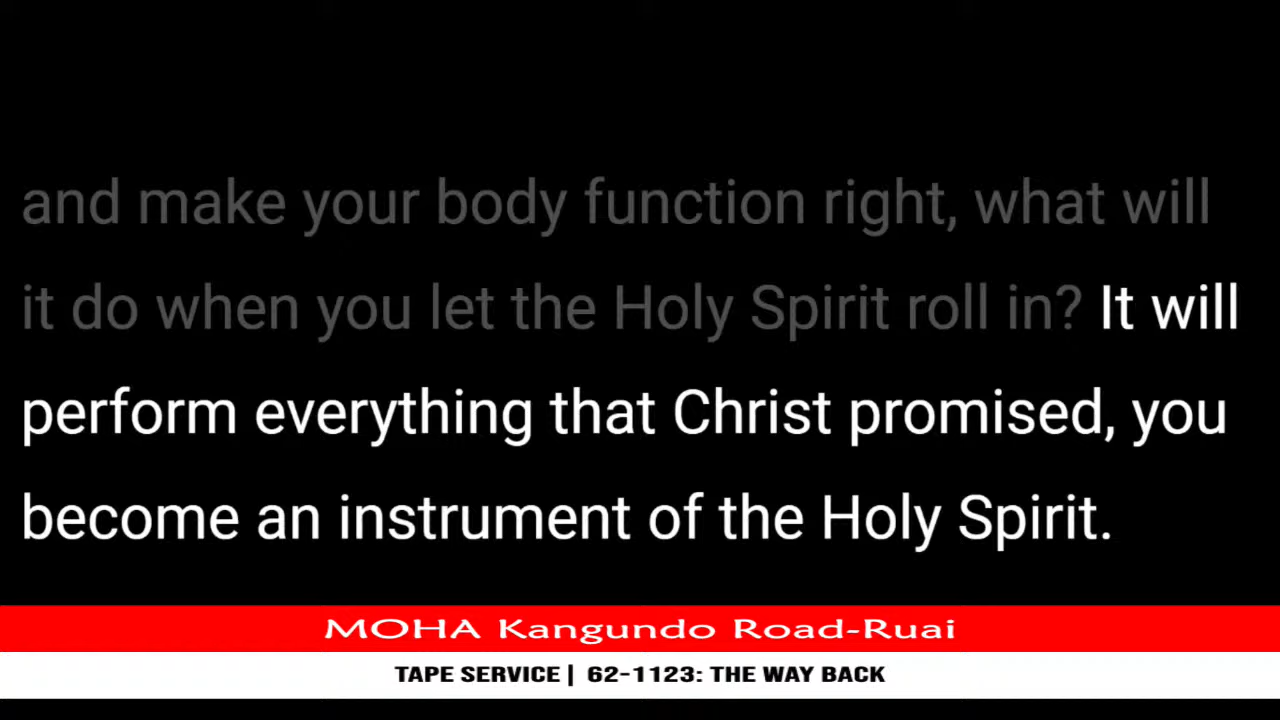 and make your body function right, what will
it do when you let the Holy Spirit roll in? It will
perform everything that Christ promised, you
become an instrument of the Holy Spirit.
MOHA Kangundo Road-Ruai
TAPE SERVICE | 62-1123: THE WAY BACK